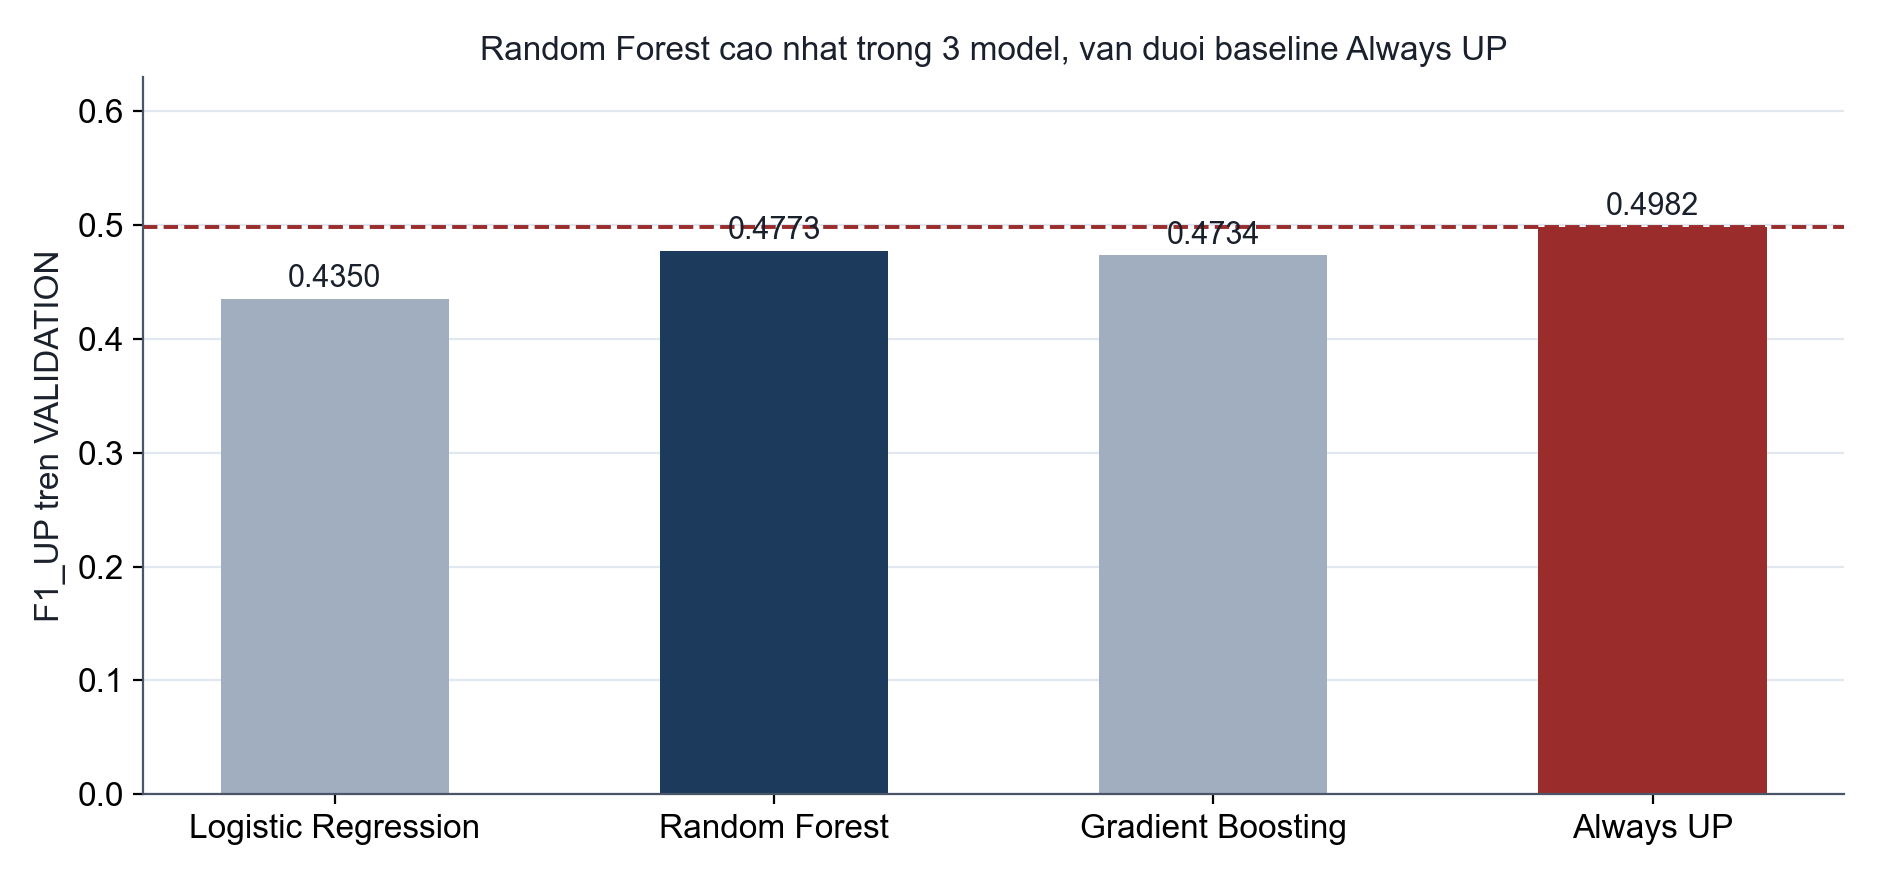 Random Forest cao nhat trong 3 model, van duoi baseline Always UP
F1_UP tren VALIDATION
0.6
0.5
0.4
0.3
0.2
0.1
0.0
0.4350
0.4773
0.4734
0.4982
Logistic Regression
Random Forest
Gradient Boosting
Always UP